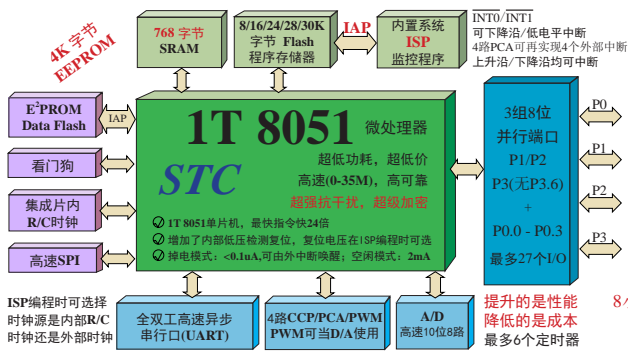 4K 字节
EEPROM
768 字节
SRAM
8/16/24/28/30K
字节 Flash
程序存储器
IAP
内置系统
ISP
监控程序
INT0/INT1
可下降沿/低电平中断
4路PCA可再实现4个外部中断
上升沿/下降沿均可中断
E²PROM
Data Flash
IAP
看门狗
集成片内
R/C时钟
高速SPI
1T 8051 微处理器
STC
超低功耗，超低价
高速(0-35M)，高可靠
超强抗干扰，超级加密
1T 8051单片机，最快指令快24倍
增加了内部低压检测复位，复位电压在ISP编程时可选
掉电模式：<0.1uA,可由外中断唤醒；空闲模式：2mA
3组8位
并行端口
P1/P2
P3(无P3.6)
+
P0.0 - P0.3
最多27个I/O
P0
P1
P2
P3
ISP编程时可选择
时钟源是内部R/C
时钟还是外部时钟
全双工高速异步
串行口(UART)
4路CCP/PCA/PWM
PWM可当D/A使用
A/D
高速10位8路
提升的是性能
降低的是成本
最多6个定时器
8